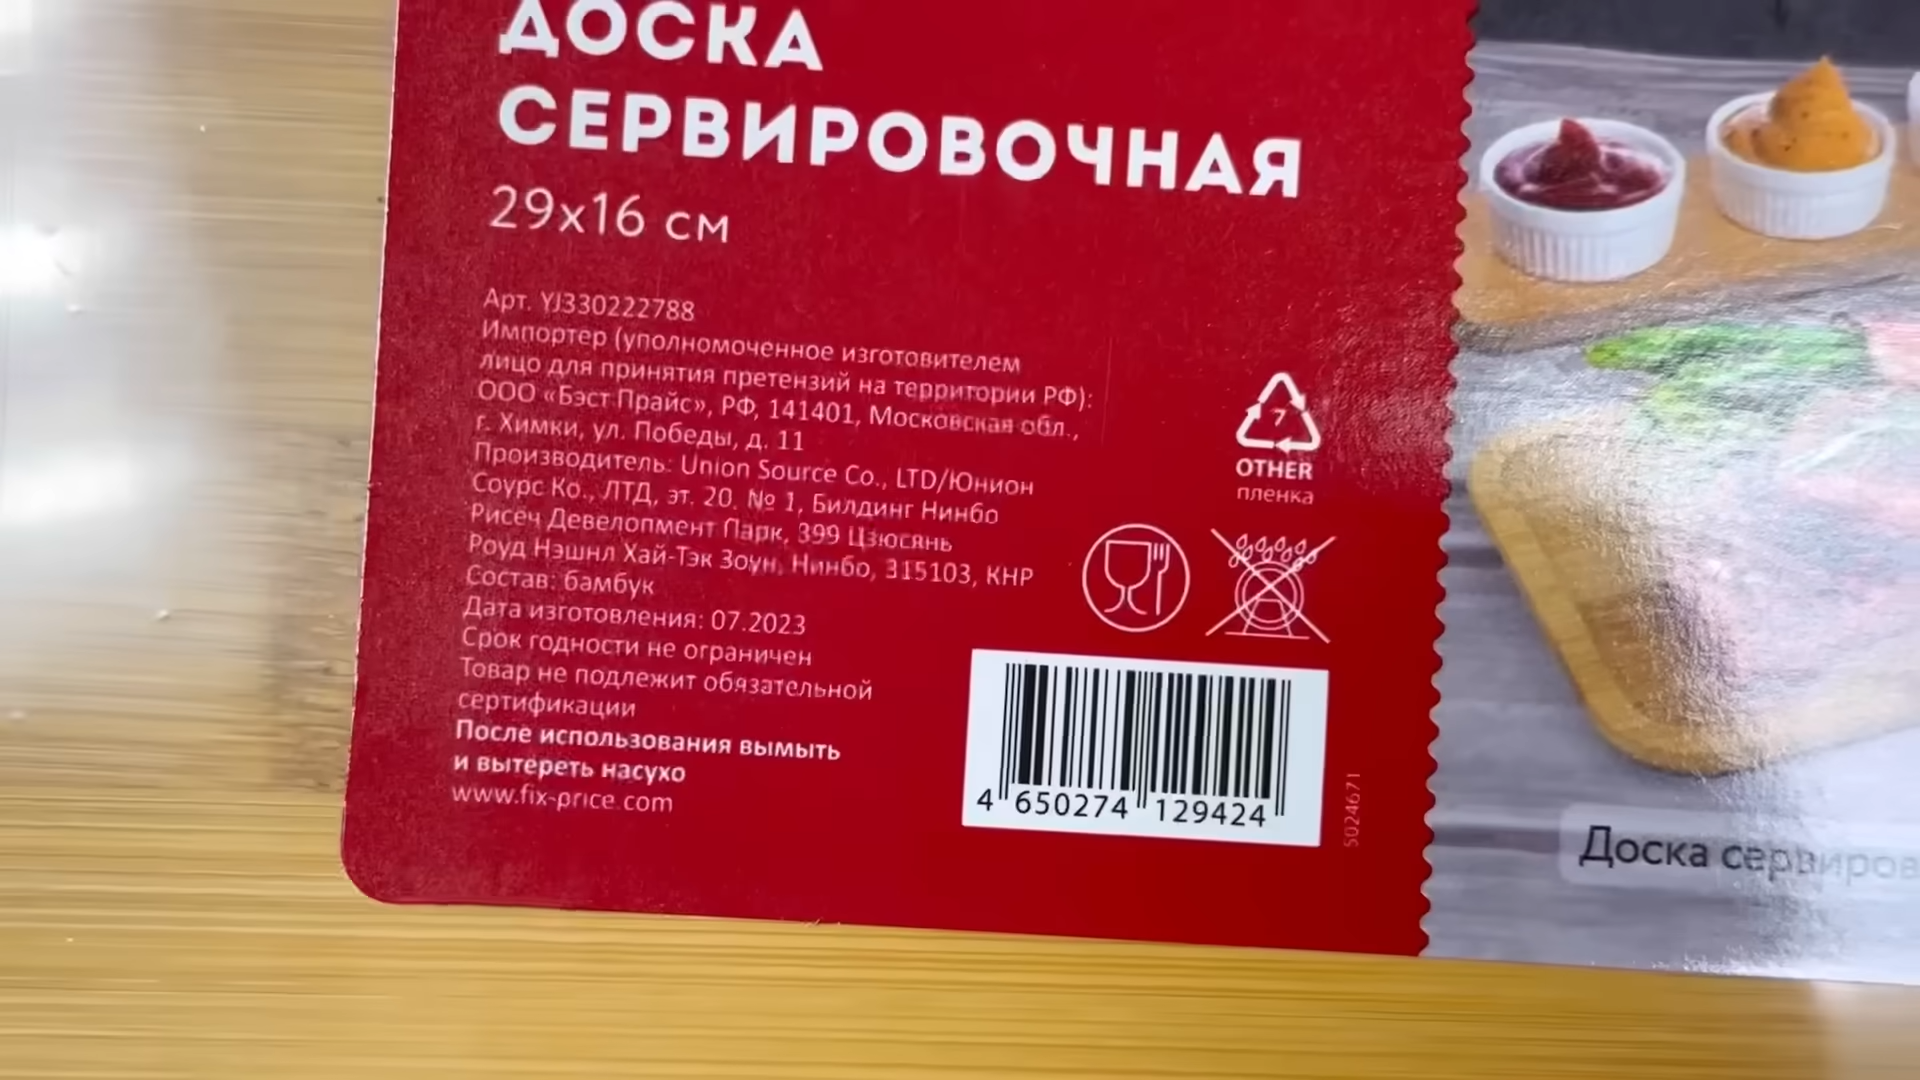 ДОСКА
СЕРВИРОВОЧНАЯ
29х16 см
Арт. YJ330222788
Импортер (уполномоченное изготовителем
лицо для принятия претензий на территории РФ):
ООО «Бэст Прайс», РФ, 141401, Московская обл.,
г. Химки, ул. Победы, д. 11
Производитель: Union Source Co., LTD/Юнион
Соурс Ко., ЛТД, эт. 20, № 1, Билдинг Нинбо
Рисёч Девелопмент Парк, 399 Цзюсянь
Роуд Нэшнл Хай-Тэк Зоун, Нинбо, 315103, КНР
Состав: бамбук
Дата изготовления: 07.2023
Срок годности не ограничен
Товар не подлежит обязательной
сертификации
После использования вымыть
и вытереть насухо
www.fix-price.com
7
OTHER
пленка
4 650274 129424
5024671
Доска сервиров